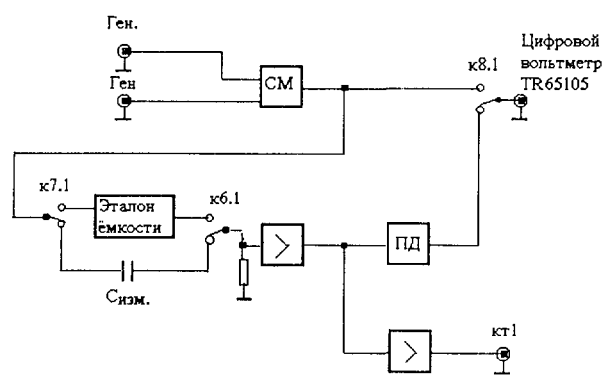 Ген.
Ген
СМ
к8.1
Цифровой
вольтметр
TR65105
к7.1
Эталон
ёмкости
к6.1
Сизм.
ПД
кт1